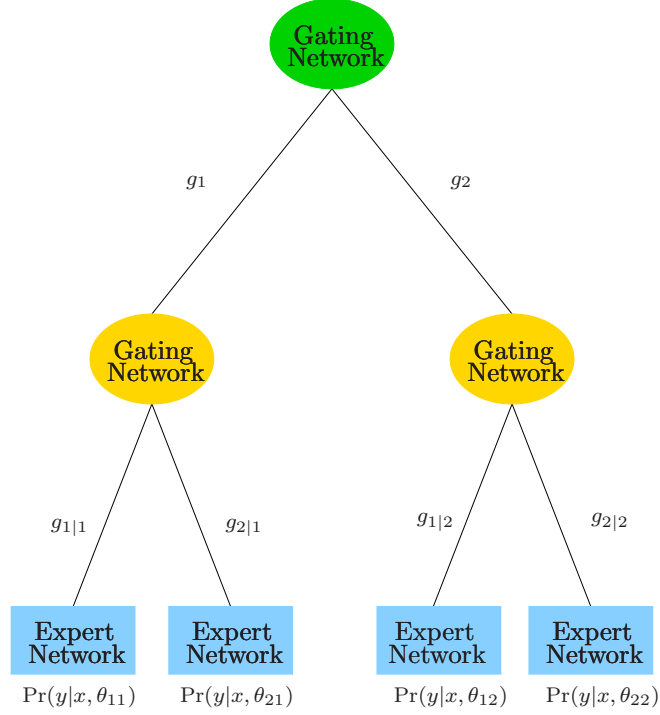 Gating
Network
g1
g2
Gating
Network
Gating
Network
g1|1
g2|1
g1|2
g2|2
Expert
Network
Expert
Network
Expert
Network
Expert
Network
Pr(y|x, θ11)
Pr(y|x, θ21)
Pr(y|x, θ12)
Pr(y|x, θ22)